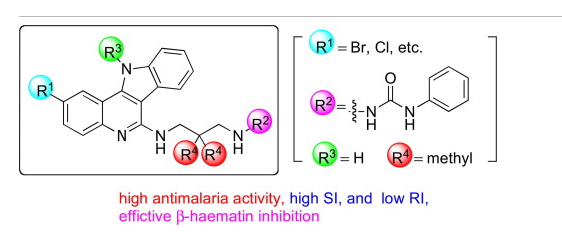 R3
R1
N
N
N
H
R4
R4
N
H
R2
R1 = Br, Cl, etc.
R2 =
O
N
H
N
H
R3 = H R4 = methyl
high antimalaria activity, high SI, and low RI,
effictive β-haematin inhibition